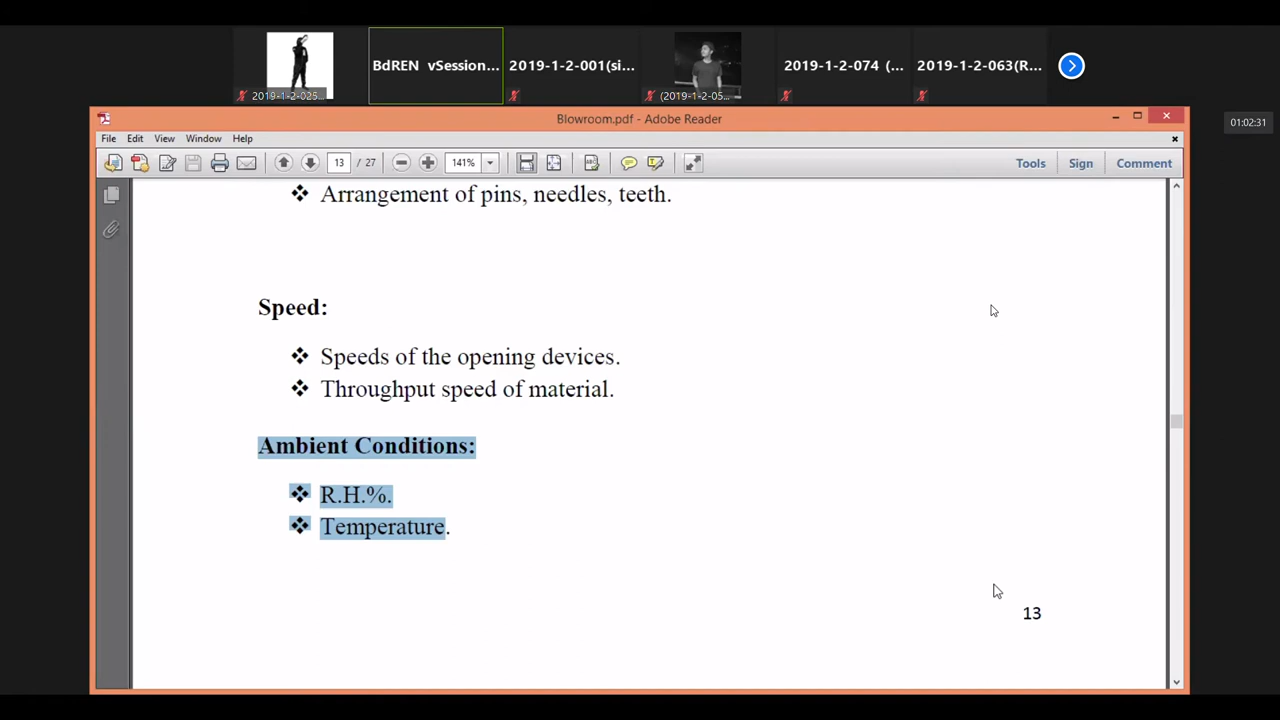 BdREN vSession...
2019-1-2-001(si...
2019-1-2-074 (...
2019-1-2-063(R...
2019-1-2-025...
(2019-1-2-05...
01:02:31
Blowroom.pdf - Adobe Reader
File Edit View Window Help
13 / 27 141% Tools Sign Comment
❖ Arrangement of pins, needles, teeth.
Speed:
❖ Speeds of the opening devices.
❖ Throughput speed of material.
Ambient Conditions:
❖ R.H.%.
❖ Temperature.
13